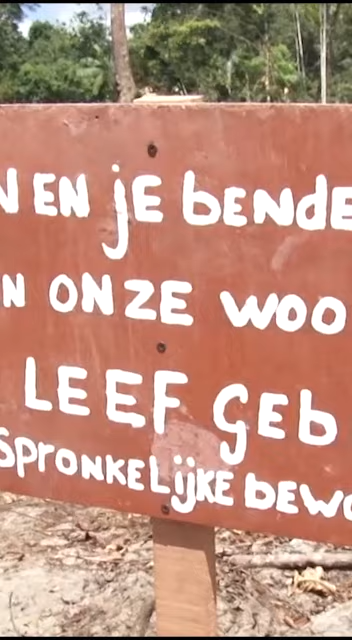 N EN jE bENdE
N ONZE WOO
LEEF gEb
SprONKELijKE bEWO